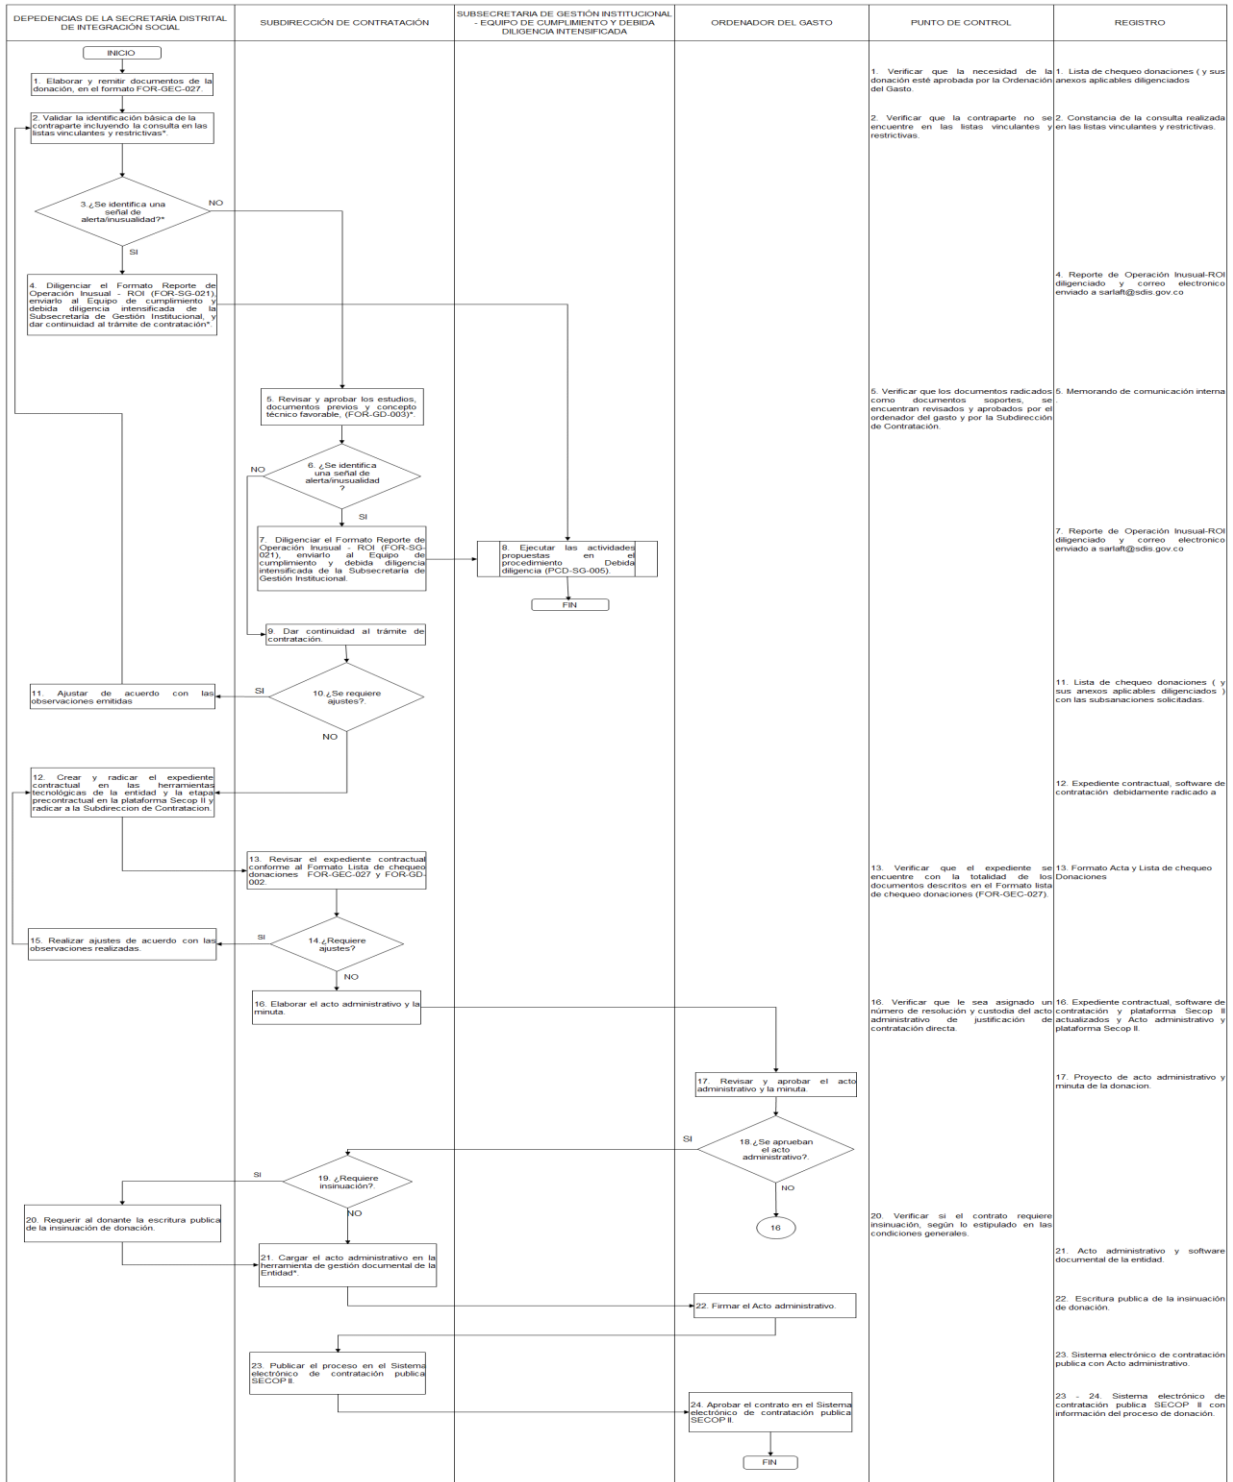 DEPEDENCIAS DE LA SECRETARÍA DISTRITAL
DE INTEGRACIÓN SOCIAL
SUBDIRECCIÓN DE CONTRATACIÓN
SUBSECRETARIA DE GESTIÓN INSTITUCIONAL
- EQUIPO DE CUMPLIMIENTO Y DEBIDA
DILIGENCIA INTENSIFICADA
ORDENADOR DEL GASTO
PUNTO DE CONTROL
REGISTRO
INICIO
1. Elaborar y remitir documentos de la
donación, en el formato FOR-GEC-027.
1. Verificar que la necesidad de la
donación esté aprobada por la Ordenación
del Gasto.
1. Lista de chequeo donaciones ( y sus
anexos aplicables diligenciados
2. Validar la identificación básica de la
contraparte incluyendo la consulta en las
listas vinculantes y restrictivas*.
2. Verificar que la contraparte no se
encuentre en las listas vinculantes y
restrictivas.
2. Constancia de la consulta realizada
en las listas vinculantes y restrictivas.
3.¿Se identifica una
señal de
alerta/inusualidad?*
NO
SI
4. Diligenciar el Formato Reporte de
Operación Inusual - ROI (FOR-SG-021),
enviarlo al Equipo de cumplimiento y
debida diligencia intensificada de la
Subsecretaría de Gestión Institucional, y
dar continuidad al trámite de contratación*.
4. Reporte de Operación Inusual-ROI
diligenciado y correo electronico
enviado a sarlaft@sdis.gov.co
5. Revisar y aprobar los estudios,
documentos previos y concepto
técnico favorable, (FOR-GD-003)*.
5. Verificar que los documentos radicados
como documentos soportes, se
encuentran revisados y aprobados por el
ordenador del gasto y por la Subdirección
de Contratación.
5. Memorando de comunicación interna
.
6. ¿Se identifica
una señal de
alerta/inusualidad
?
NO
SI
7. Diligenciar el Formato Reporte de
Operación Inusual - ROI (FOR-SG-
021), enviarlo al Equipo de
cumplimiento y debida diligencia
intensificada de la Subsecretaría de
Gestión Institucional.
7. Reporte de Operación Inusual-ROI
diligenciado y correo electronico
enviado a sarlaft@sdis.gov.co
8. Ejecutar las actividades
propuestas en el
procedimiento Debida
diligencia (PCD-SG-005).
FIN
9. Dar continuidad al trámite de
contratación.
10.¿Se requiere
ajustes?.
SI
NO
11. Ajustar de acuerdo con las
observaciones emitidas
11. Lista de chequeo donaciones ( y
sus anexos aplicables diligenciados )
con las subsanaciones solicitadas.
12. Crear y radicar el expediente
contractual en las herramientas
tecnológicas de la entidad y la etapa
precontractual en la plataforma Secop II y
radicar a la Subdireccion de Contratacion.
12. Expediente contractual, software de
contratación debidamente radicado a
13. Revisar el expediente contractual
conforme al Formato Lista de chequeo
donaciones FOR-GEC-027 y FOR-GD-
002.
13. Verificar que el expediente se
encuentre con la totalidad de los
documentos descritos en el Formato lista
de chequeo donaciones (FOR-GEC-027).
13. Formato Acta y Lista de chequeo
Donaciones
14.¿Requiere
ajustes?
SI
NO
15. Realizar ajustes de acuerdo con las
observaciones realizadas.
16. Elaborar el acto administrativo y la
minuta.
16. Verificar que le sea asignado un
número de resolución y custodia del acto
administrativo de justificación de
contratación directa.
16. Expediente contractual, software de
contratación y plataforma Secop II
actualizados y Acto administrativo y
plataforma Secop II.
17. Revisar y aprobar el acto
administrativo y la minuta.
17. Proyecto de acto administrativo y
minuta de la donacion.
18.¿Se aprueban
el acto
administrativo?.
SI
NO
16
19. ¿Requiere
insinuación?.
SI
NO
20. Requerir al donante la escritura publica
de la insinuación de donación.
20. Verificar si el contrato requiere
insinuación, según lo estipulado en las
condiciones generales.
21. Cargar el acto administrativo en la
herramienta de gestión documental de la
Entidad*.
21. Acto administrativo y software
documental de la entidad.
22. Firmar el Acto administrativo.
22. Escritura publica de la insinuación
de donación.
23. Publicar el proceso en el Sistema
electrónico de contratación publica
SECOP II.
23. Sistema electrónico de contratación
publica con Acto administrativo.
24. Aprobar el contrato en el Sistema
electrónico de contratación publica
SECOP II.
23 - 24. Sistema electrónico de
contratación publica SECOP II con
información del proceso de donación.
FIN